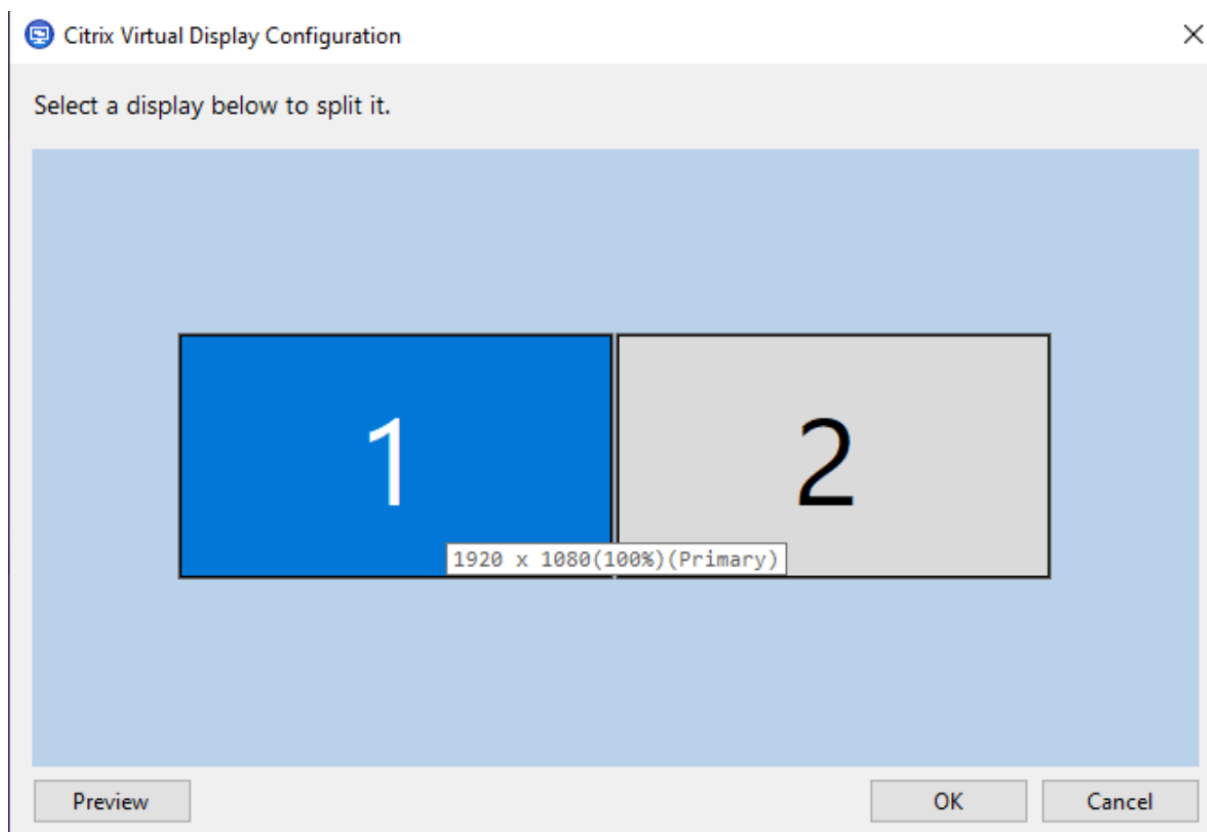 Citrix Virtual Display Configuration
Select a display below to split it.
1
2
1920 x 1080(100%)(Primary)
Preview
OK
Cancel